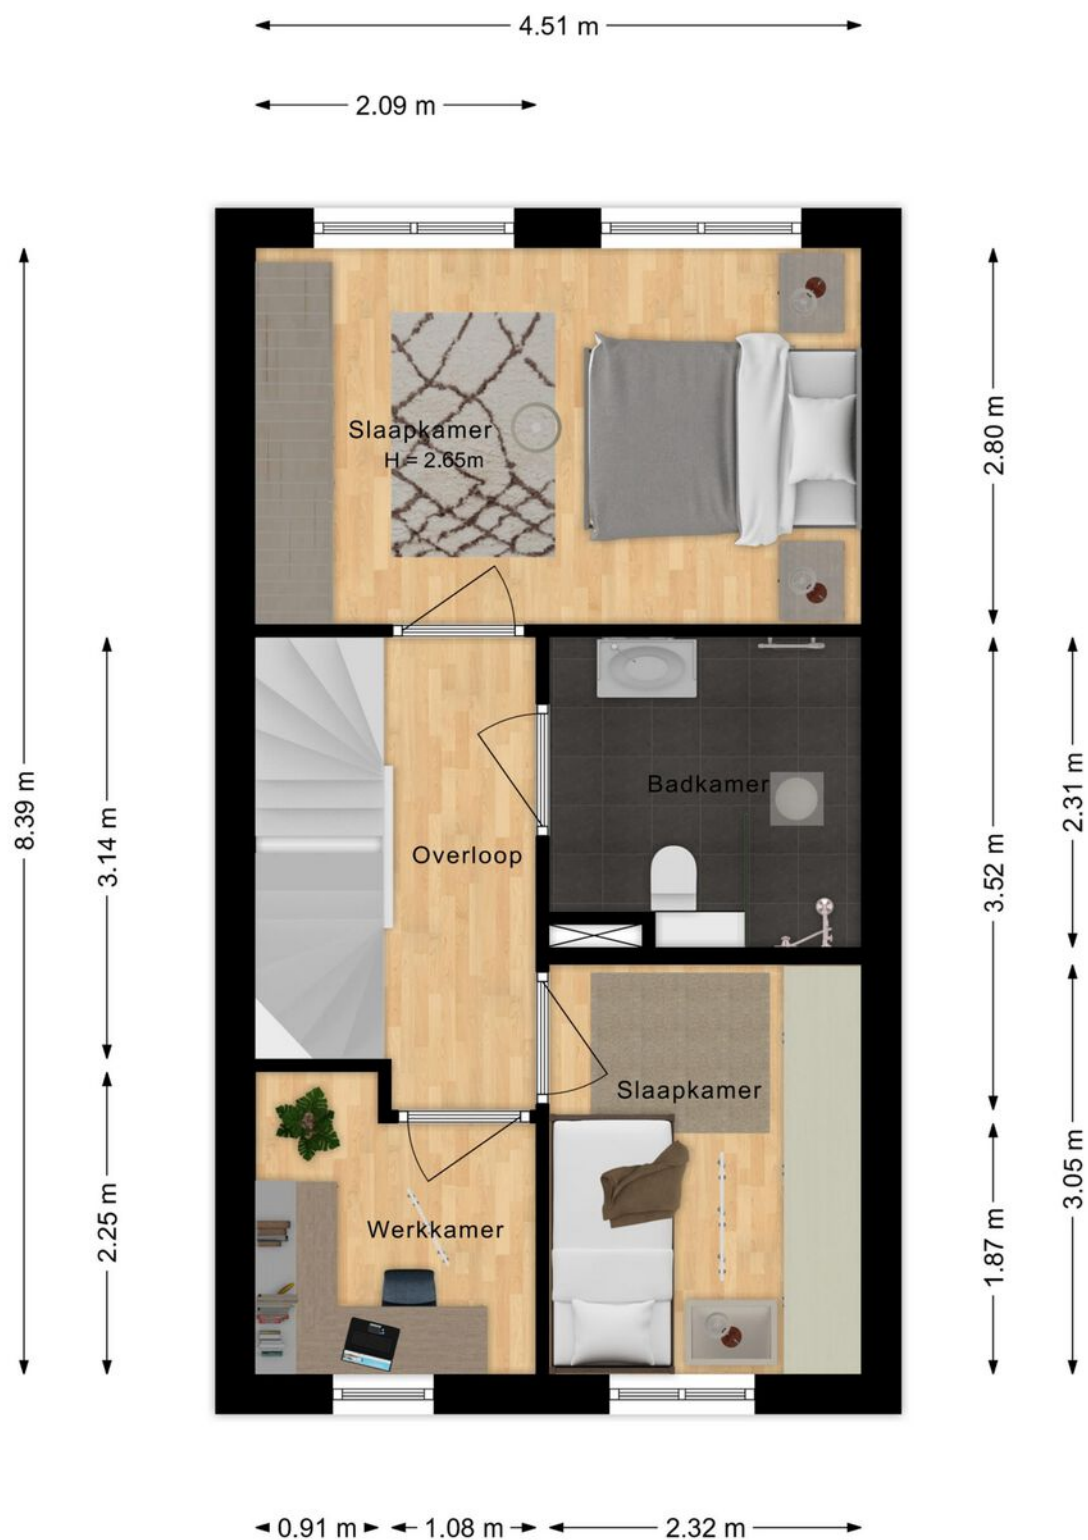 4.51 m
2.09 m
Slaapkamer
H = 2.65m
2.80 m
8.39 m
3.14 m
Badkamer
2.31 m
Overloop
3.52 m
Slaapkamer
3.05 m
2.25 m
Werkkamer
1.87 m
0.91 m
1.08 m
2.32 m